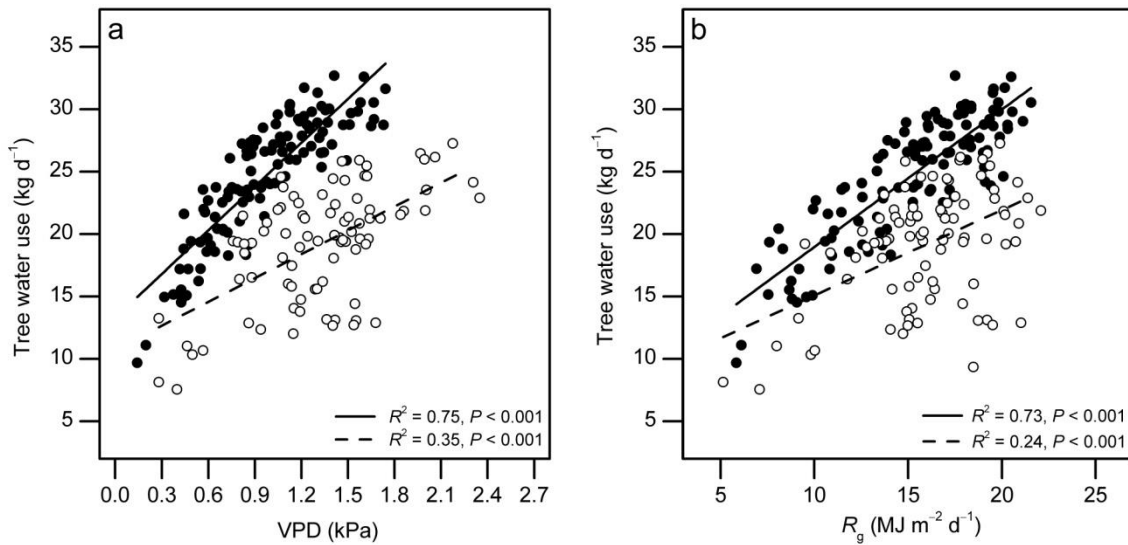 a
35
30
25
20
15
10
5
Tree water use (kg d⁻¹)
R² = 0.75, P < 0.001
R² = 0.35, P < 0.001
0.0 0.3 0.6 0.9 1.2 1.5 1.8 2.1 2.4 2.7
VPD (kPa)
b
35
30
25
20
15
10
5
Tree water use (kg d⁻¹)
R² = 0.73, P < 0.001
R² = 0.24, P < 0.001
5 10 15 20 25
Rg (MJ m⁻² d⁻¹)